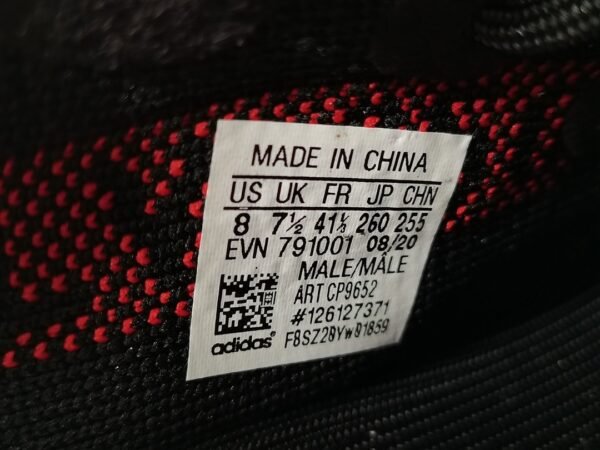 MADE IN CHINA
US UK FR JP CHN
8 7½ 41⅓ 260 255
EVN 791001 08/20
MALE/MÂLE
ART CP9652
#126127371
adidas® F8SZ20YW01859